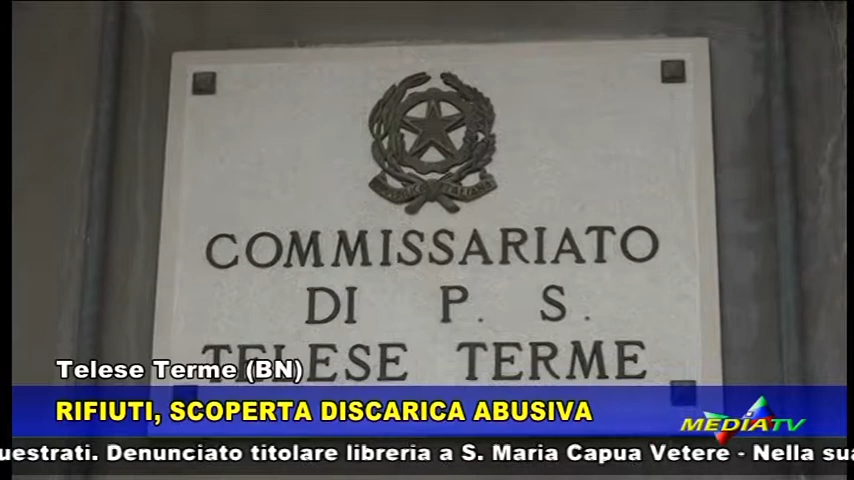 COMMISSARIATO
DI P. S.
TELESE TERME
Telese Terme (BN)
RIFIUTI, SCOPERTA DISCARICA ABUSIVA
MEDIATV
uestrati. Denunciato titolare libreria a S. Maria Capua Vetere - Nella sua